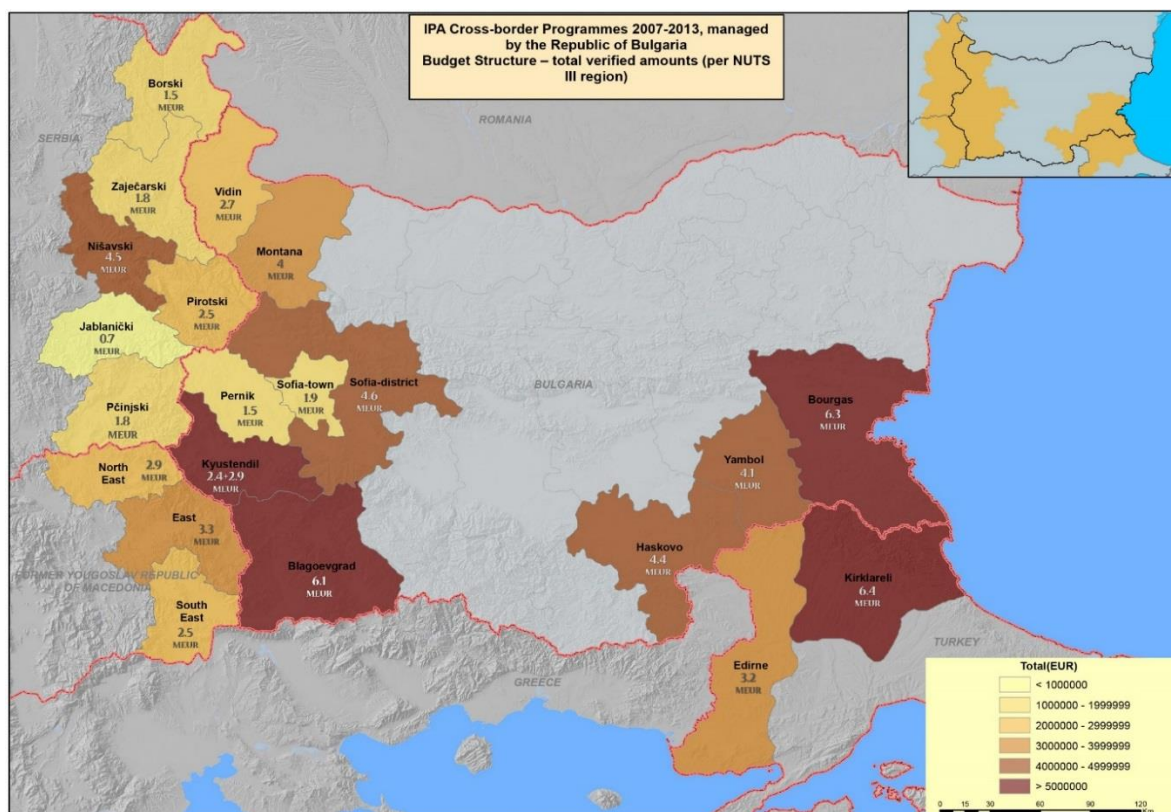 IPA Cross-border Programmes 2007-2013, managed
by the Republic of Bulgaria
Budget Structure – total verified amounts (per NUTS
III region)
Borski
1.5
MEUR
SERBIA
ROMANIA
Zaječarski
1.8
MEUR
Vidin
2.7
MEUR
Nišavski
4.5
MEUR
Montana
4
MEUR
Pirotski
2.5
MEUR
Jablanički
0.7
MEUR
Pernik
1.5
MEUR
Sofia-town
1.9
MEUR
Sofia-district
4.6
MEUR
BULGARIA
Bourgas
6.3
MEUR
Pčinjski
1.8
MEUR
North
East
2.9
MEUR
Kyustendil
2.4+2.9
MEUR
Yambol
4.1
MEUR
East
3.3
MEUR
Haskovo
4.4
MEUR
Blagoevgrad
6.1
MEUR
Kirklareli
6.4
MEUR
FORMER YOUGOSLAV REPUBLIC
OF MACEDONIA
South
East
2.5
MEUR
TURKEY
Edirne
3.2
MEUR
GREECE
Total(EUR)
< 1000000
1000000 - 1999999
2000000 - 2999999
3000000 - 3999999
4000000 - 4999999
> 5000000
0 15 30 60 90 120
Km